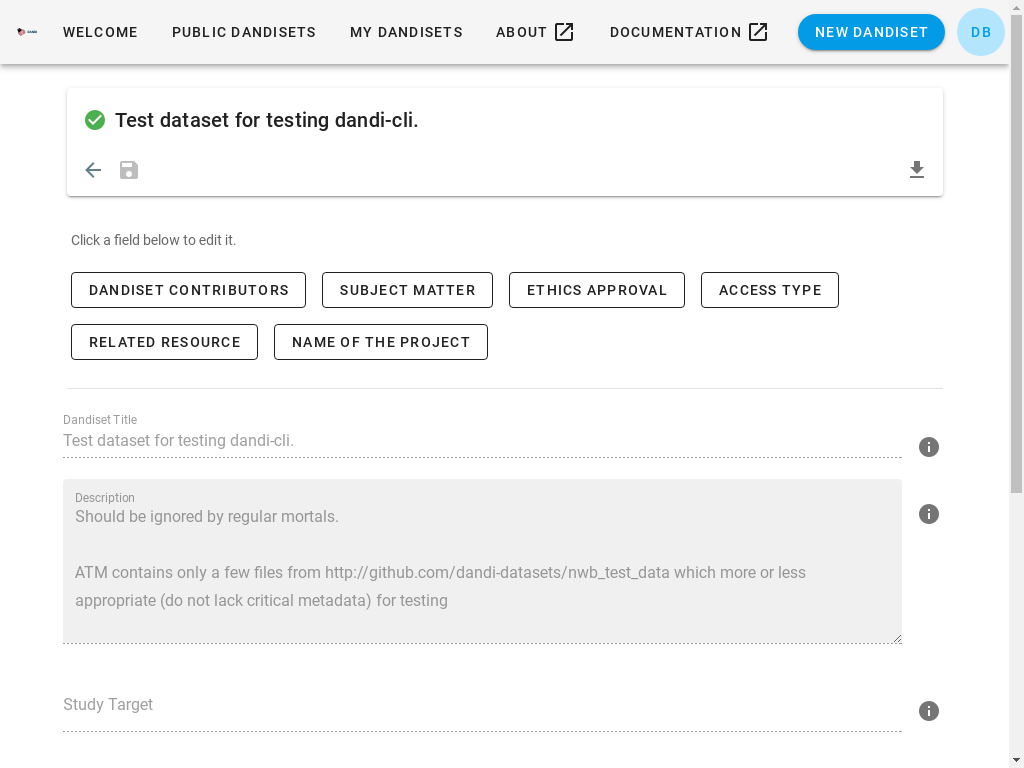 WELCOME PUBLIC DANDISETS MY DANDISETS ABOUT DOCUMENTATION NEW DANDISET DB
Test dataset for testing dandi-cli.
Click a field below to edit it.
DANDISET CONTRIBUTORS SUBJECT MATTER ETHICS APPROVAL ACCESS TYPE
RELATED RESOURCE NAME OF THE PROJECT
Dandiset Title
Test dataset for testing dandi-cli.
Description
Should be ignored by regular mortals.
ATM contains only a few files from http://github.com/dandi-datasets/nwb_test_data which more or less
appropriate (do not lack critical metadata) for testing
Study Target